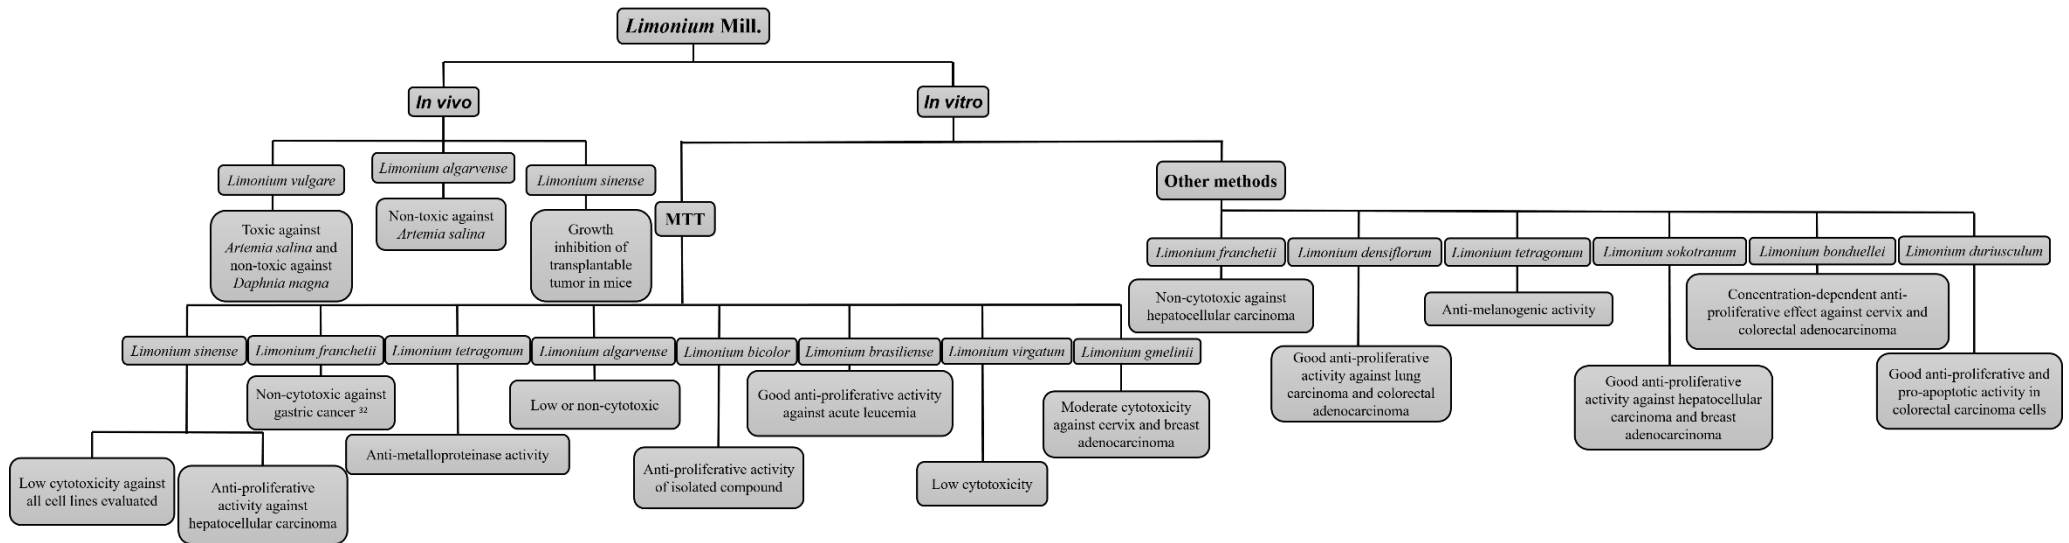 Limonium Mill.
In vivo
In vitro
Limonium vulgare
Limonium algarvense
Limonium sinense
Toxic against
Artemia salina and
non-toxic against
Daphnia magna
Non-toxic against
Artemia salina
Growth
inhibition of
transplantable
tumor in mice
MTT
Other methods
Limonium sinense
Limonium franchetii
Limonium tetragonum
Limonium algarvense
Limonium bicolor
Limonium brasiliense
Limonium virgatum
Limonium gmelinii
Low cytotoxicity against
all cell lines evaluated
Anti-proliferative
activity against
hepatocellular carcinoma
Non-cytotoxic against
gastric cancer 32
Anti-metalloproteinase activity
Low or non-cytotoxic
Anti-proliferative activity
of isolated compound
Good anti-proliferative activity
against acute leucemia
Low cytotoxicity
Moderate cytotoxicity
against cervix and breast
adenocarcinoma
Limonium franchetii
Limonium densiflorum
Limonium tetragonum
Limonium sokotranum
Limonium bonduellei
Limonium duriusculum
Non-cytotoxic against
hepatocellular carcinoma
Good anti-proliferative
activity against lung
carcinoma and colorectal
adenocarcinoma
Anti-melanogenic activity
Good anti-proliferative
activity against hepatocellular
carcinoma and breast
adenocarcinoma
Concentration-dependent anti-
proliferative effect against cervix and
colorectal adenocarcinoma
Good anti-proliferative and
pro-apoptotic activity in
colorectal carcinoma cells